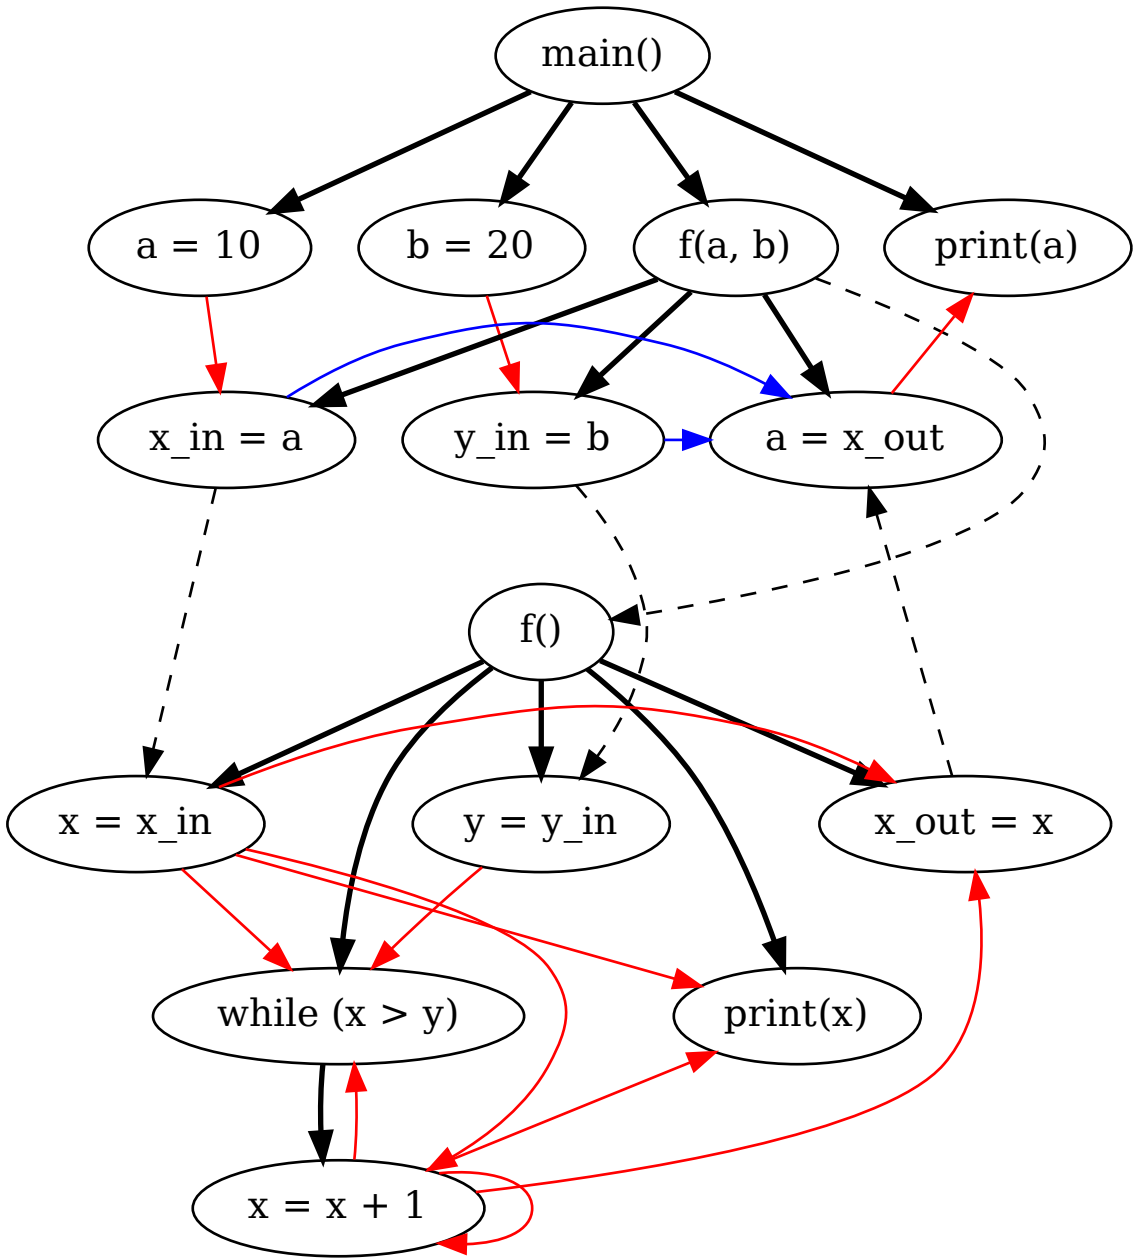 main()
a = 10
b = 20
f(a, b)
print(a)
x_in = a
y_in = b
a = x_out
f()
x = x_in
y = y_in
x_out = x
while (x > y)
print(x)
x = x + 1